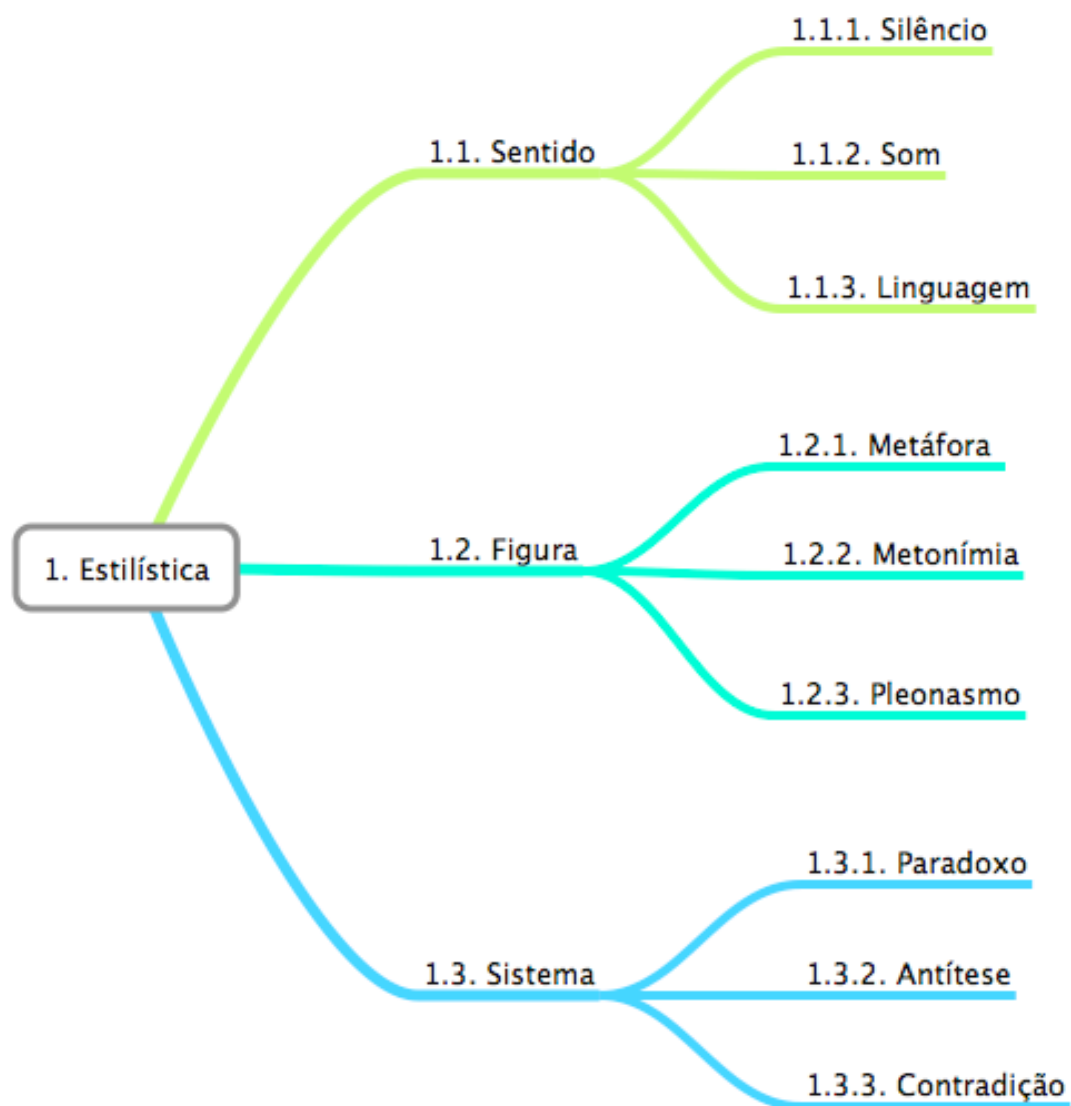 1. Estilística
1.1. Sentido
1.1.1. Silêncio
1.1.2. Som
1.1.3. Linguagem
1.2. Figura
1.2.1. Metáfora
1.2.2. Metonímia
1.2.3. Pleonasmo
1.3. Sistema
1.3.1. Paradoxo
1.3.2. Antítese
1.3.3. Contradição